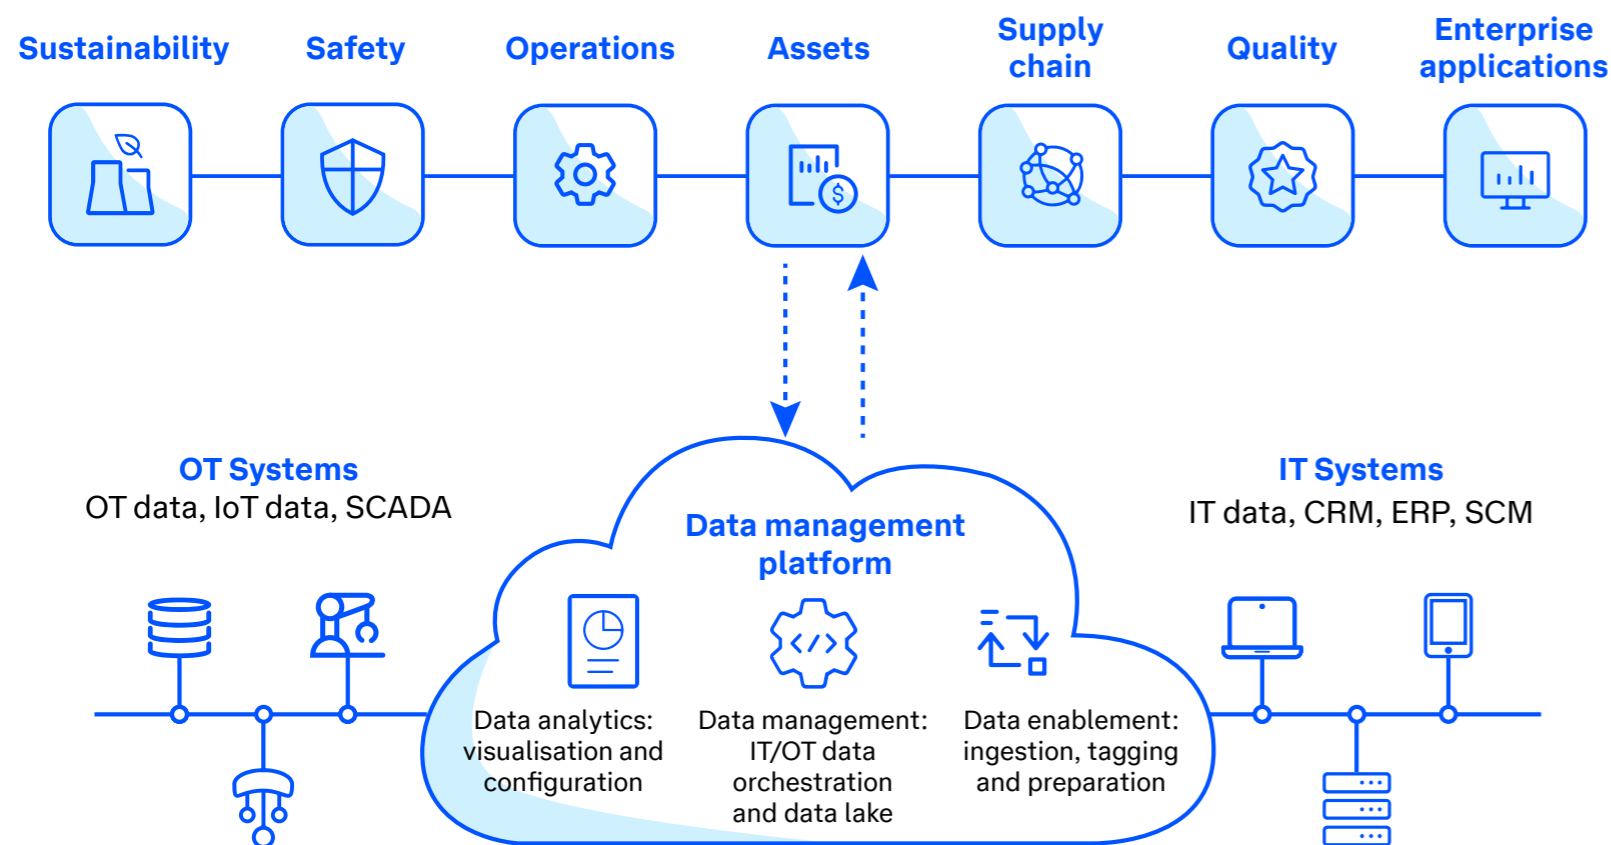 Sustainability
Safety
Operations
Assets
Supply
chain
Quality
Enterprise
applications
$
OT Systems
OT data, IoT data, SCADA
IT Systems
IT data, CRM, ERP, SCM
Data management
platform
</>
Data analytics:
visualisation and
configuration
Data management:
IT/OT data
orchestration
and data lake
Data enablement:
ingestion, tagging
and preparation